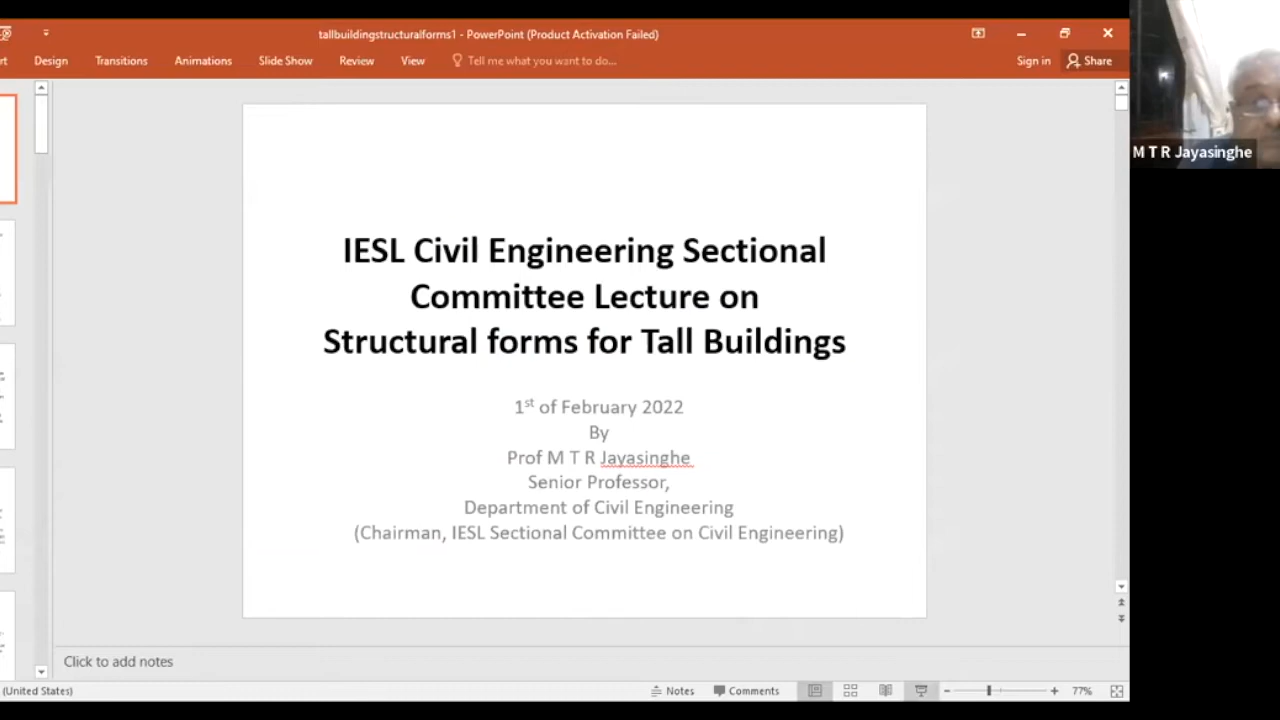 tallbuildingstructuralforms1 - PowerPoint (Product Activation Failed)
rt Design Transitions Animations Slide Show Review View Tell me what you want to do... Sign in Share
M T R Jayasinghe
IESL Civil Engineering Sectional
Committee Lecture on
Structural forms for Tall Buildings
1st of February 2022
By
Prof M T R Jayasinghe
Senior Professor,
Department of Civil Engineering
(Chairman, IESL Sectional Committee on Civil Engineering)
Click to add notes
(United States) Notes Comments 77%